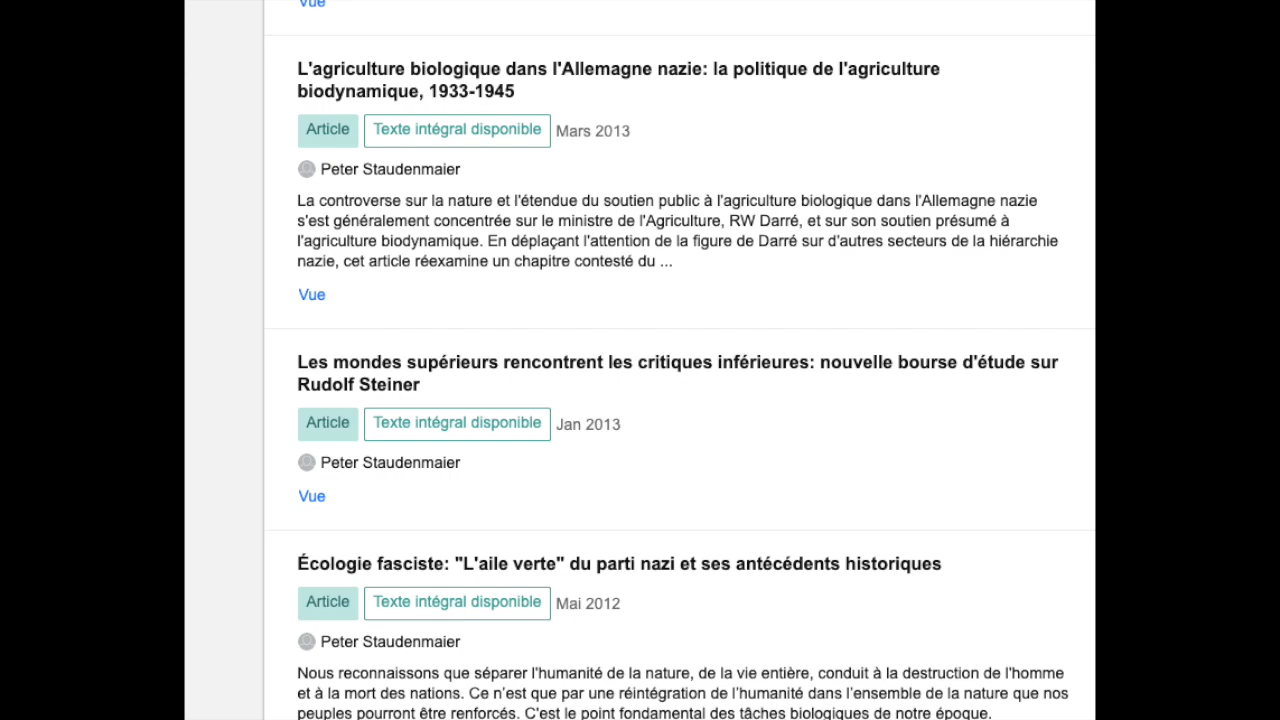 Vue
L'agriculture biologique dans l'Allemagne nazie: la politique de l'agriculture
biodynamique, 1933-1945
Article Texte intégral disponible Mars 2013
Peter Staudenmaier
La controverse sur la nature et l'étendue du soutien public à l'agriculture biologique dans l'Allemagne nazie
s'est généralement concentrée sur le ministre de l'Agriculture, RW Darré, et sur son soutien présumé à
l'agriculture biodynamique. En déplaçant l'attention de la figure de Darré sur d'autres secteurs de la hiérarchie
nazie, cet article réexamine un chapitre contesté du ...
Vue
Les mondes supérieurs rencontrent les critiques inférieures: nouvelle bourse d'étude sur
Rudolf Steiner
Article Texte intégral disponible Jan 2013
Peter Staudenmaier
Vue
Écologie fasciste: "L'aile verte" du parti nazi et ses antécédents historiques
Article Texte intégral disponible Mai 2012
Peter Staudenmaier
Nous reconnaissons que séparer l'humanité de la nature, de la vie entière, conduit à la destruction de l'homme
et à la mort des nations. Ce n’est que par une réintégration de l’humanité dans l’ensemble de la nature que nos
peuples pourront être renforcés. C'est le point fondamental des tâches biologiques de notre époque.